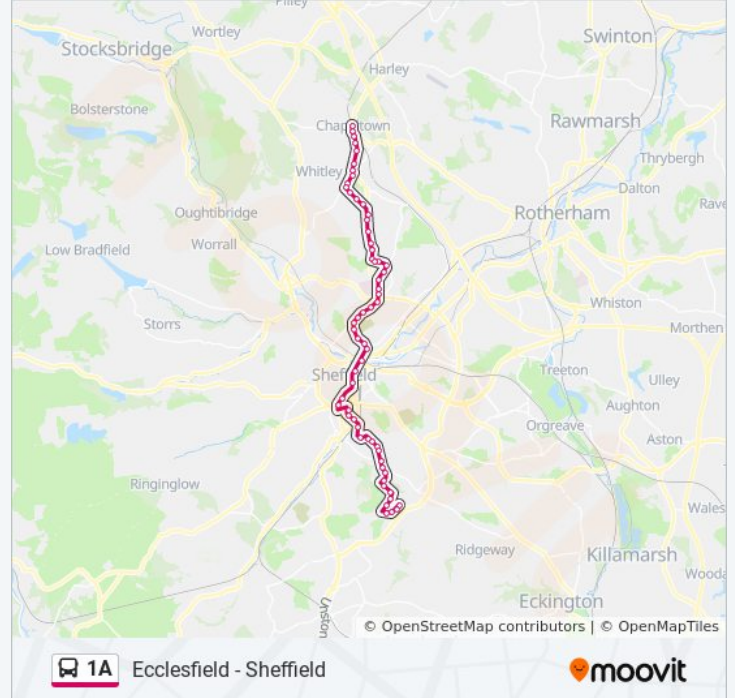 Pilley
Wortley
Swinton
Stocksbridge
Harley
Bolsterstone
Chapeltown
Rawmarsh
Thrybergh
Whitley
Dalton
Oughtibridge
Rotherham
Rave
Worrall
Low Bradfield
Whiston
Storrs
Morthen
Sheffield
Treeton
Ulley
Aughton
Orgreave
Aston
Ringinglow
Wales
Ridgeway
Killamarsh
Wooda
Eckington
Unston
© OpenStreetMap contributors | © OpenMapTiles
1A Ecclesfield - Sheffield
moovit